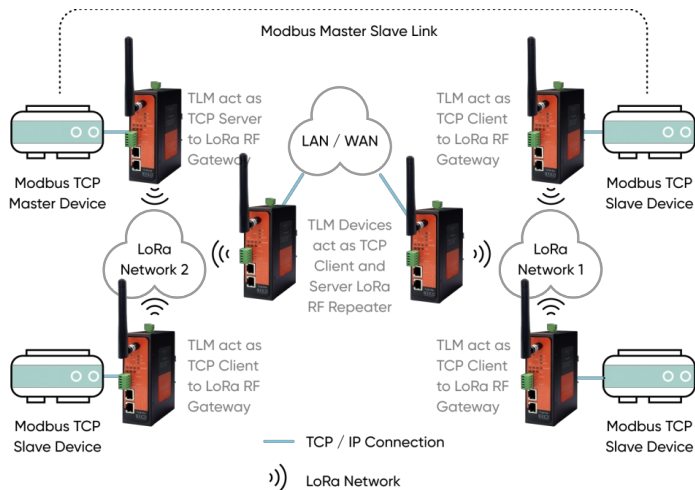 Modbus Master Slave Link
TLM act as
TCP Server
to LoRa RF
Gateway
LAN / WAN
TLM act as
TCP Client
to LoRa RF
Gateway
Modbus TCP
Master Device
Modbus TCP
Slave Device
LoRa
Network 2
TLM Devices
act as TCP
Client and
Server LoRa
RF Repeater
LoRa
Network 1
TLM act as
TCP Client
to LoRa RF
Gateway
TLM act as
TCP Client
to LoRa RF
Gateway
Modbus TCP
Slave Device
Modbus TCP
Slave Device
TCP / IP Connection
LoRa Network